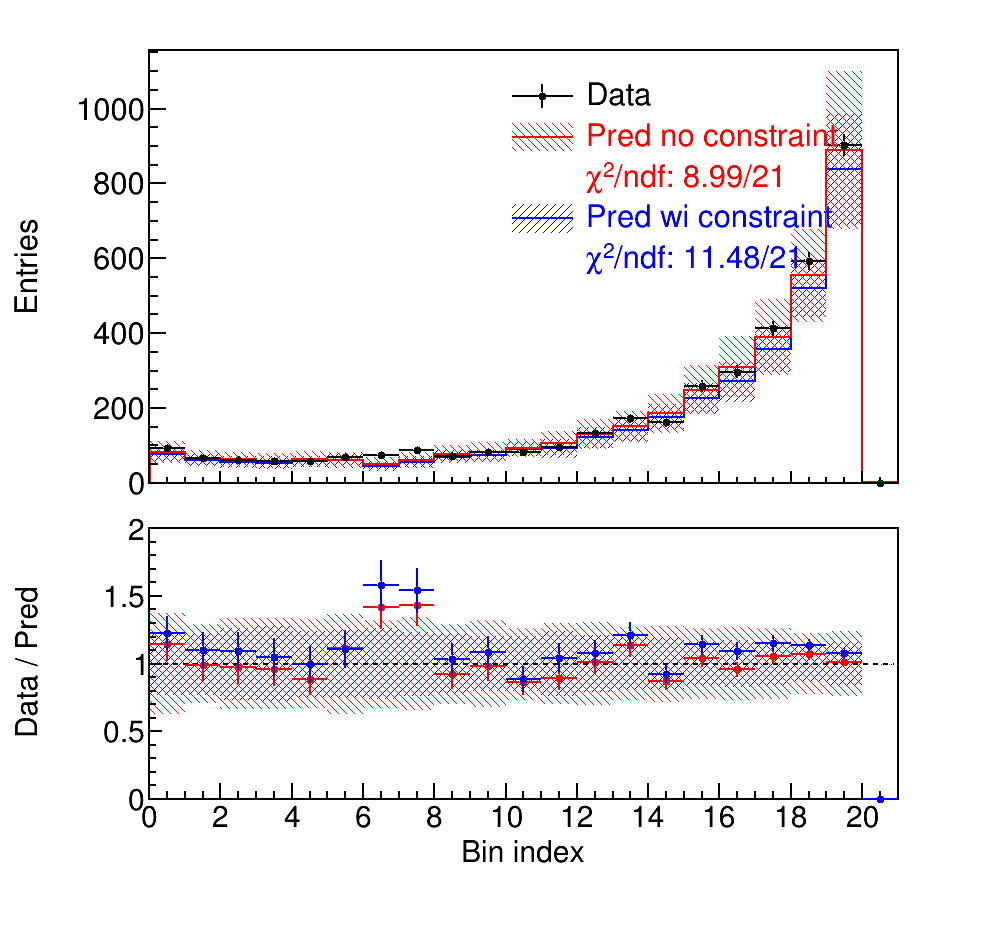 1000
800
600
400
200
0
Entries
Data
Pred no constraint
χ²/ndf: 8.99/21
Pred wi constraint
χ²/ndf: 11.48/21
2
1.5
1
0.5
0
Data / Pred
0 2 4 6 8 10 12 14 16 18 20
Bin index